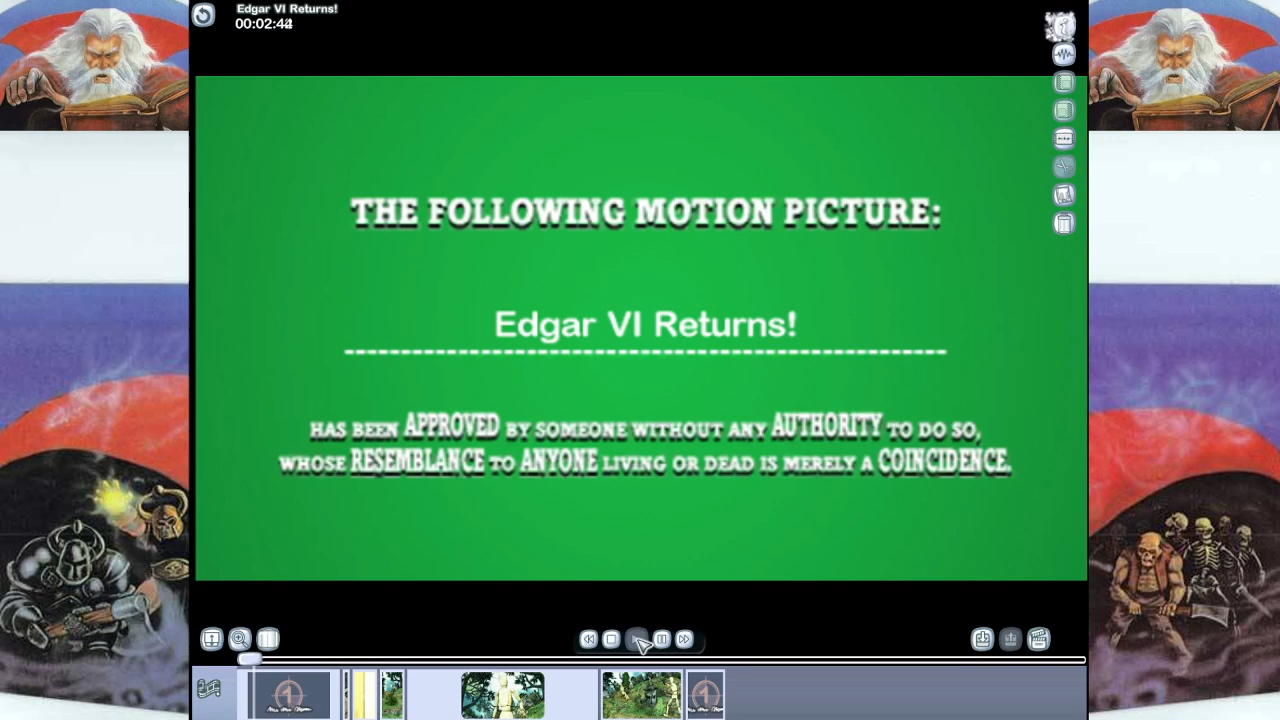 Edgar VI Returns!
00:02:44
THE FOLLOWING MOTION PICTURE:
Edgar VI Returns!
HAS BEEN APPROVED BY SOMEONE WITHOUT ANY AUTHORITY TO DO SO,
WHOSE RESEMBLANCE TO ANYONE LIVING OR DEAD IS MERELY A COINCIDENCE.